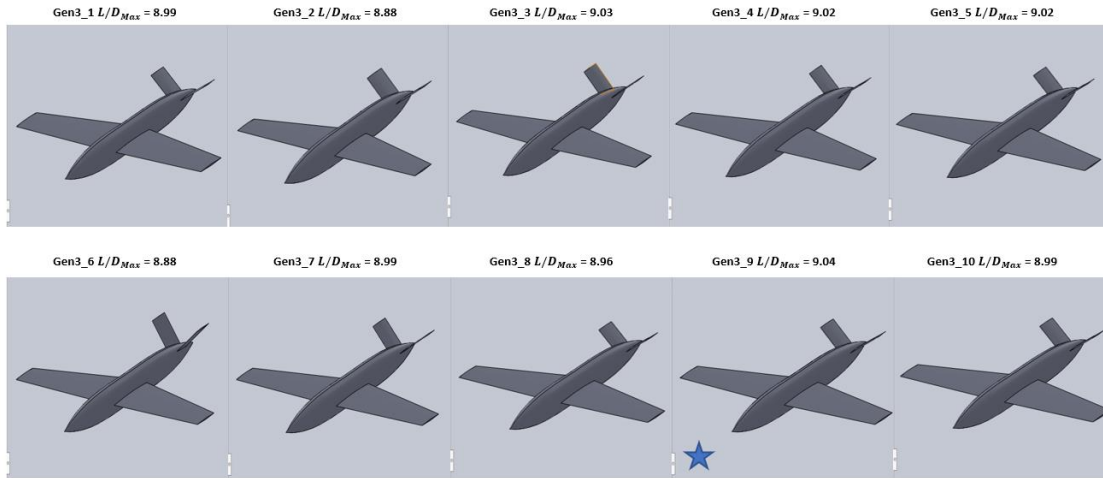 Gen3_1 L/D_Max = 8.99
Gen3_2 L/D_Max = 8.88
Gen3_3 L/D_Max = 9.03
Gen3_4 L/D_Max = 9.02
Gen3_5 L/D_Max = 9.02
Gen3_6 L/D_Max = 8.88
Gen3_7 L/D_Max = 8.99
Gen3_8 L/D_Max = 8.96
Gen3_9 L/D_Max = 9.04
Gen3_10 L/D_Max = 8.99